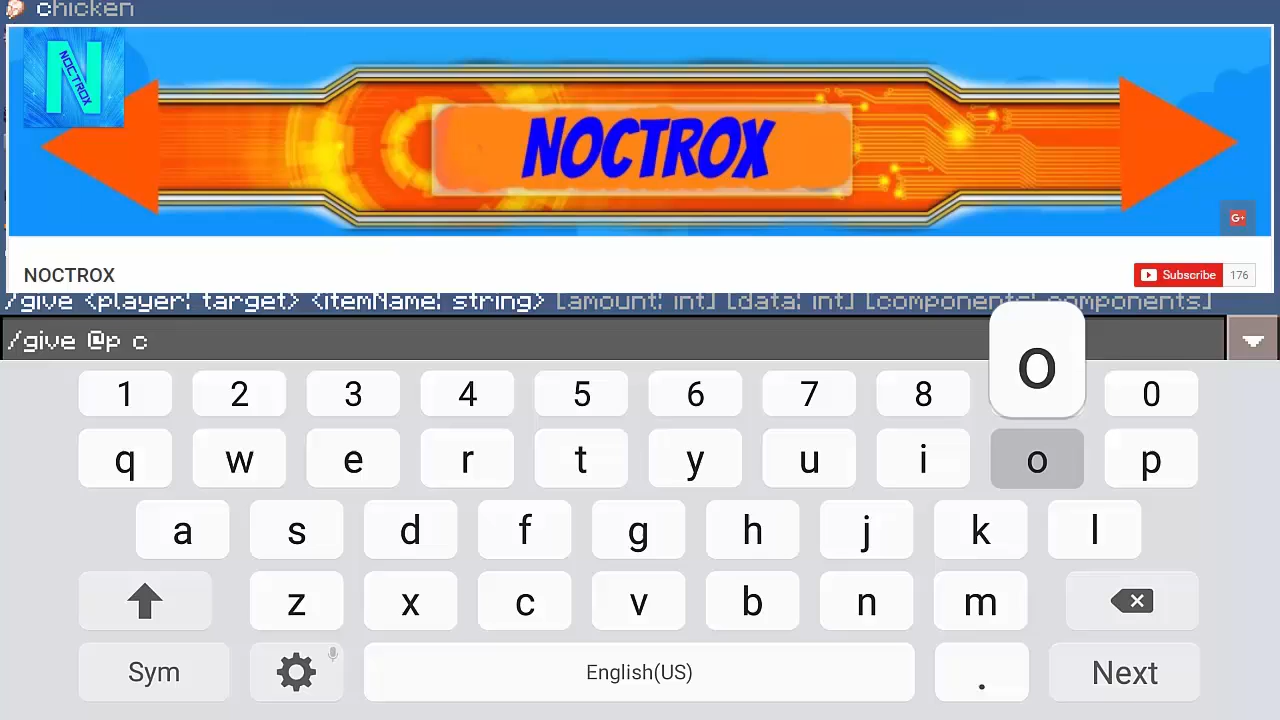 chicken
N
NOCTROX
NOCTROX
G+
NOCTROX
Subscribe 176
/give <player: target> <itemName: string> [amount: int] [data: int] [components: components]
/give @p c
o
1 2 3 4 5 6 7 8 0
q w e r t y u i o p
a s d f g h j k l
z x c v b n m
Sym English(US) . Next